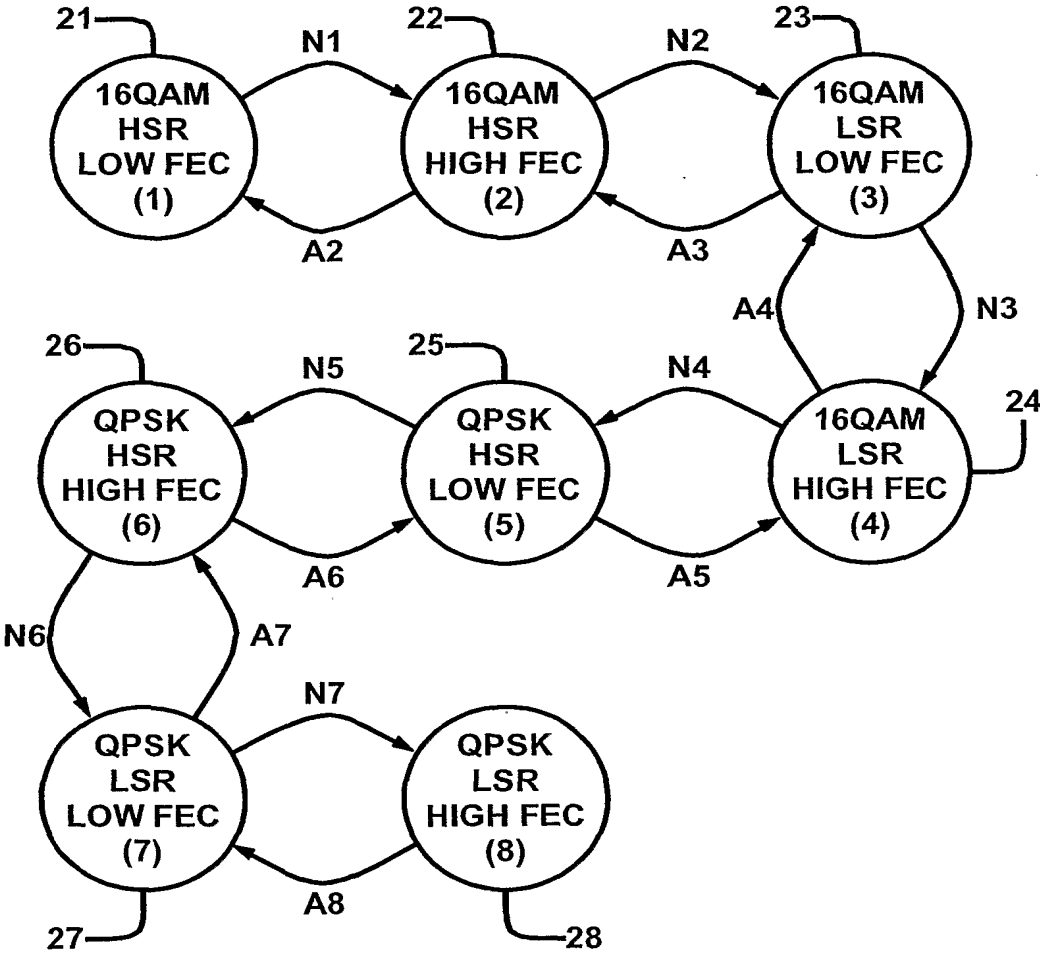 21
N1
22
N2
23
16QAM
HSR
LOW FEC
(1)
16QAM
HSR
HIGH FEC
(2)
16QAM
LSR
LOW FEC
(3)
A2
A3
A4
N3
26
N5
25
N4
24
QPSK
HSR
HIGH FEC
(6)
QPSK
HSR
LOW FEC
(5)
16QAM
LSR
HIGH FEC
(4)
A6
A5
N6
A7
N7
QPSK
LSR
LOW FEC
(7)
QPSK
LSR
HIGH FEC
(8)
A8
27
28